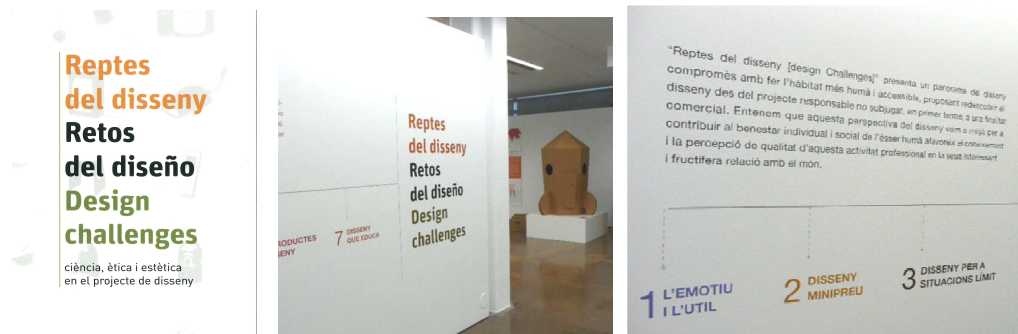 Reptes
del disseny
Retos
del diseño
Design
challenges
ciència, ètica i estètica
en el projecte de disseny
Reptes
del disseny
Retos
del diseño
Design
challenges
7 DISSENY
QUE EDUCA
"Reptes del disseny [design Challenges]" presenta un panorama de disseny
compromès amb fer l'hàbitat més humà i accessible, proposant redescobrir el
disseny des del projecte responsable no subjugat, en primer terme, a una finalitat
comercial. Entenem que aquesta perspectiva del disseny com a mitjà per a
contribuir al benestar individual i social de l'ésser humà afavoreix el coneixement
i la percepció de qualitat d'aquesta activitat professional en la seua interessant
i fructífera relació amb el món.
1 L'EMOTIU
I L'UTIL
2 DISSENY
MINIPREU
3 DISSENY PER A
SITUACIONS LÍMIT